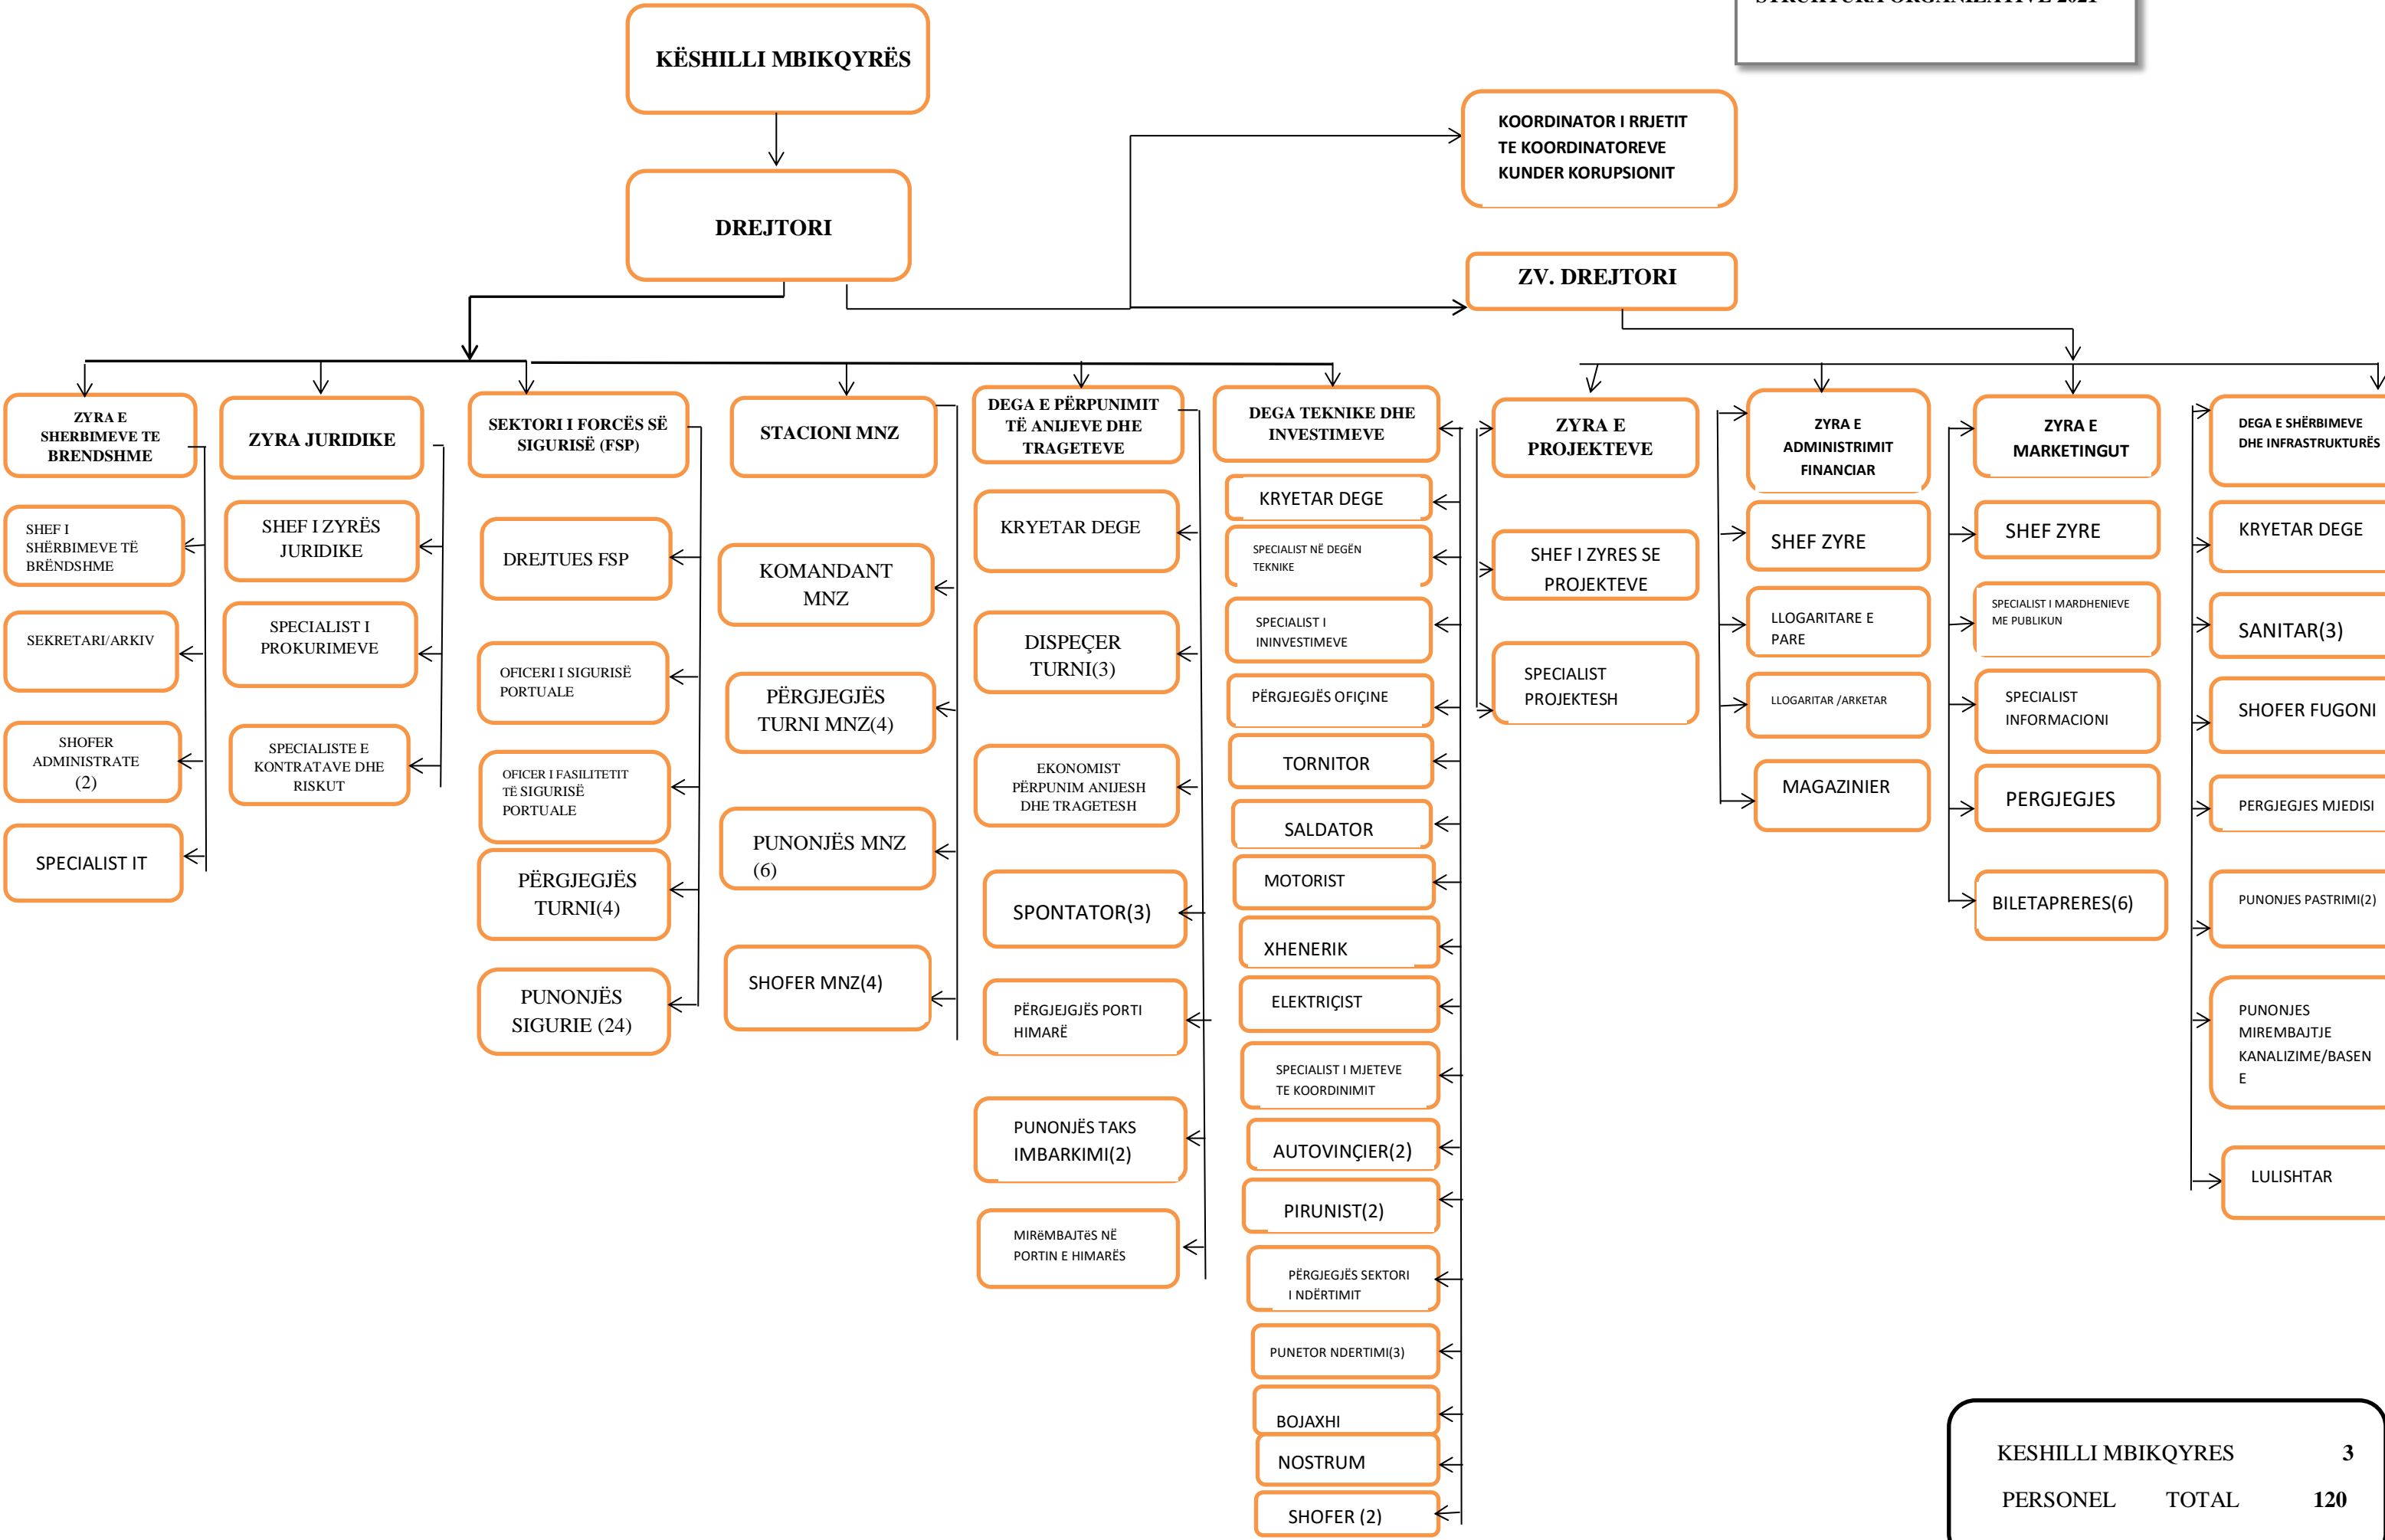 STRUKTURA ORGANIZATIVE 2021
KËSHILLI MBIKQYRËS
KOORDINATOR I RRJETIT
TE KOORDINATOREVE
KUNDER KORUPSIONIT
DREJTORI
ZV. DREJTORI
ZYRA E
SHERBIMEVE TE
BRENDSHME
SHEF I
SHËRBIMEVE TË
BRËNDSHME
SEKRETARI/ARKIV
SHOFER
ADMINISTRATE
(2)
SPECIALIST IT
ZYRA JURIDIKE
SHEF I ZYRËS
JURIDIKE
SPECIALIST I
PROKURIMEVE
SPECIALISTE E
KONTRATAVE DHE
RISKUT
SEKTORI I FORCËS SË
SIGURISË (FSP)
DREJTUES FSP
OFICERI I SIGURISË
PORTUALE
OFICER I FASILITETIT
TË SIGURISË
PORTUALE
PËRGJEGJËS
TURNI(4)
PUNONJËS
SIGURIE (24)
STACIONI MNZ
KOMANDANT
MNZ
PËRGJEGJËS
TURNI MNZ(4)
PUNONJËS MNZ
(6)
SHOFER MNZ(4)
DEGA E PËRPUNIMIT
TË ANIJEVE DHE
TRAGETEVE
KRYETAR DEGE
DISPEÇER
TURNI(3)
EKONOMIST
PËRPUNIM ANIJESH
DHE TRAGETESH
SPONTATOR(3)
PËRGJEJGJËS PORTI
HIMARË
PUNONJËS TAKS
IMBARKIMI(2)
MIRëMBAJTëS NË
PORTIN E HIMARËS
DEGA TEKNIKE DHE
INVESTIMEVE
KRYETAR DEGE
SPECIALIST NË DEGËN
TEKNIKE
SPECIALIST I
ININVESTIMEVE
PËRGJEGJËS OFIÇINE
TORNITOR
SALDATOR
MOTORIST
XHENERIK
ELEKTRIÇIST
SPECIALIST I MJETEVE
TE KOORDINIMIT
AUTOVINÇIER(2)
PIRUNIST(2)
PËRGJEGJËS SEKTORI
I NDËRTIMIT
PUNETOR NDERTIMI(3)
BOJAXHI
NOSTRUM
SHOFER (2)
ZYRA E
PROJEKTEVE
SHEF I ZYRES SE
PROJEKTEVE
SPECIALIST
PROJEKTESH
ZYRA E
ADMINISTRIMIT
FINANCIAR
SHEF ZYRE
LLOGARITARE E
PARE
LLOGARITAR /ARKETAR
MAGAZINIER
ZYRA E
MARKETINGUT
SHEF ZYRE
SPECIALIST I MARDHENIEVE
ME PUBLIKUN
SPECIALIST
INFORMACIONI
PERGJEGJES
BILETAPRERES(6)
DEGA E SHËRBIMEVE
DHE INFRASTRUKTURËS
KRYETAR DEGE
SANITAR(3)
SHOFER FUGONI
PERGJEGJES MJEDISI
PUNONJES PASTRIMI(2)
PUNONJES
MIREMBAJTJE
KANALIZIME/BASEN
E
LULISHTAR
KESHILLI MBIKQYRES 3
PERSONEL TOTAL 120